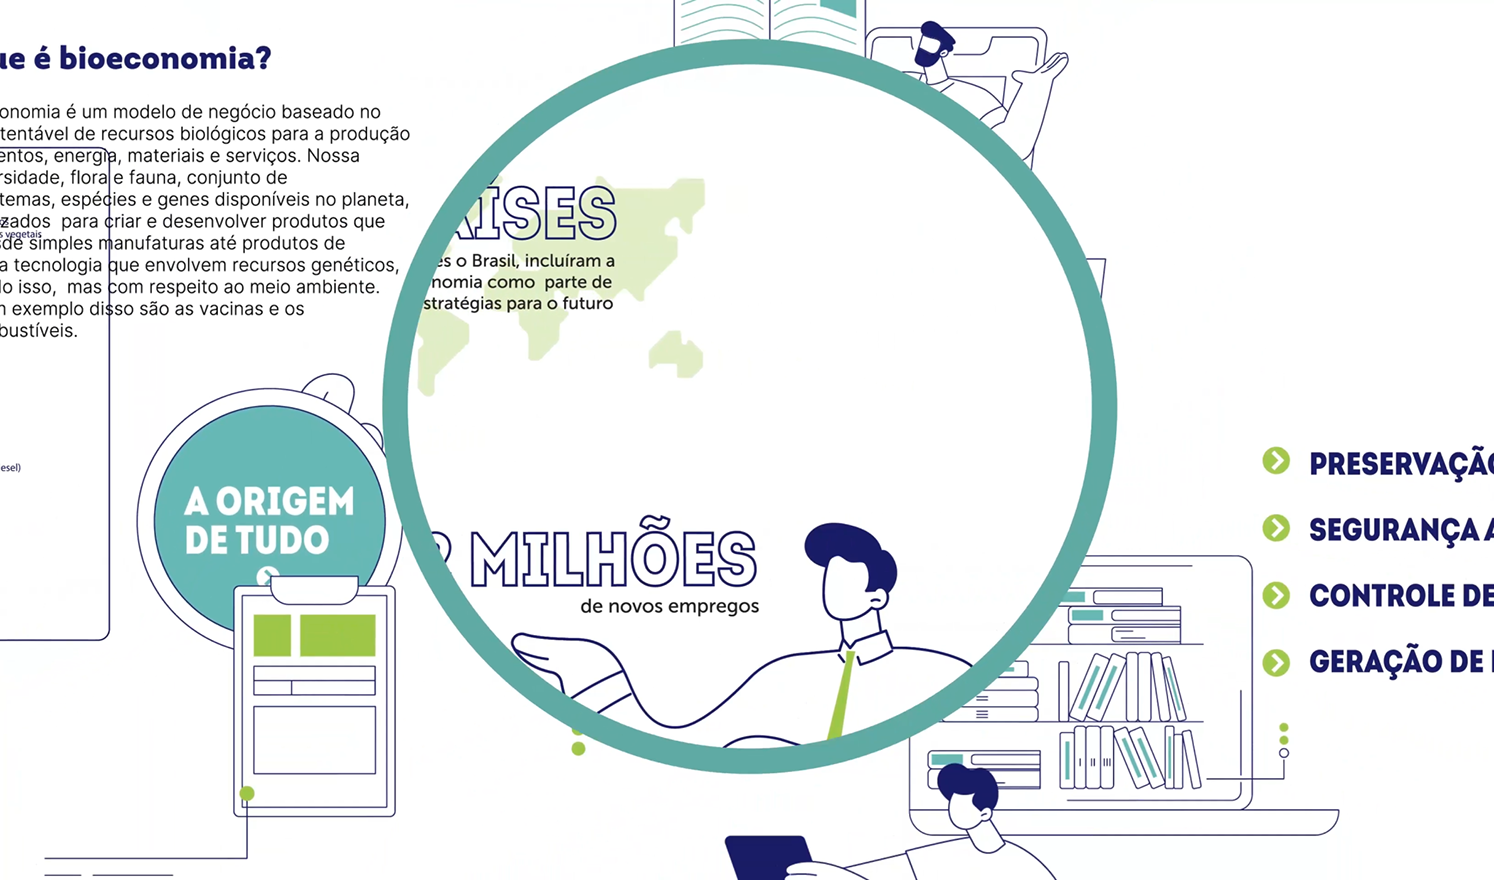 ue é bioeconomia?
onomia é um modelo de negócio baseado no
tentável de recursos biológicos para a produção
entos, energia, materiais e serviços. Nossa
rsidade, flora e fauna, conjunto de
temas, espécies e genes disponíveis no planeta,
zados para criar e desenvolver produtos que
s vegetais
sde simples manufaturas até produtos de
a tecnologia que envolvem recursos genéticos,
do isso, mas com respeito ao meio ambiente.
m exemplo disso são as vacinas e os
bustíveis.
esel)
A ORIGEM
DE TUDO
AÍSES
es o Brasil, incluíram a
nomia como parte de
stratégias para o futuro
MILHÕES
de novos empregos
PRESERVAÇÃO
SEGURANÇA A
CONTROLE DE
GERAÇÃO DE